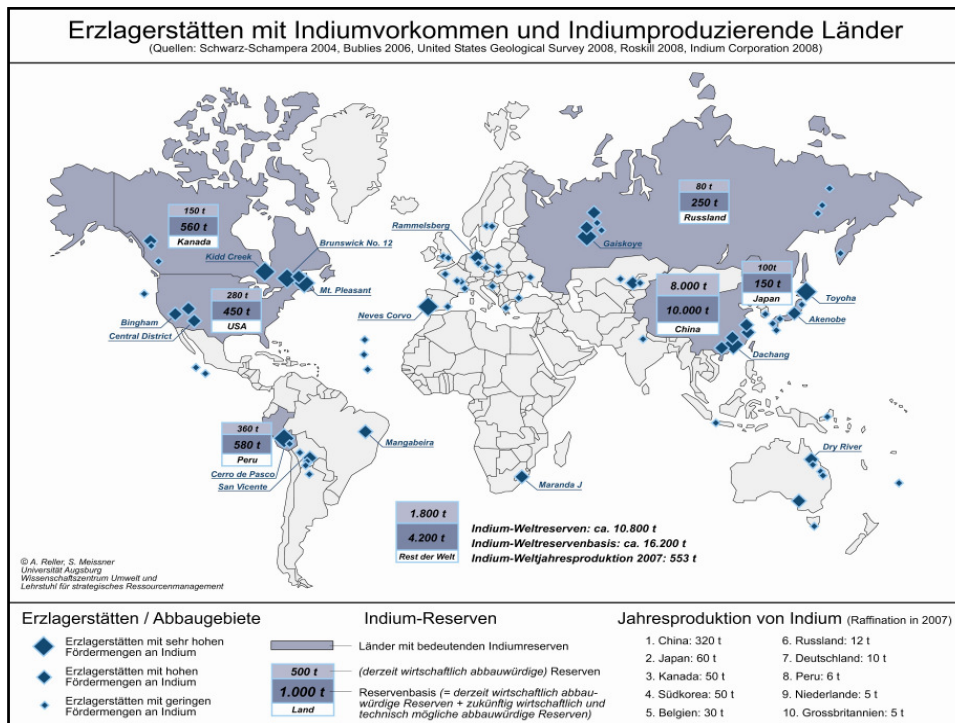 Erzlagerstätten mit Indiumvorkommen und Indiumproduzierende Länder
(Quellen: Schwarz-Schampera 2004, Bublies 2006, United States Geological Survey 2008, Roskill 2008, Indium Corporation 2008)
150 t
560 t
Kanada
Kidd Creek
Brunswick No. 12
Mt. Pleasant
280 t
450 t
USA
Bingham
Central District
Rammelsberg
Neves Corvo
80 t
250 t
Russland
Gaiskoye
8.000 t
10.000 t
China
100t
150 t
Japan
Toyoha
Akenobe
Dachang
360 t
580 t
Peru
Cerro de Pasco
San Vicente
Mangabeira
Maranda J
Dry River
1.800 t
4.200 t
Rest der Welt
Indium-Weltreserven: ca. 10.800 t
Indium-Weltreservenbasis: ca. 16.200 t
Indium-Weltjahresproduktion 2007: 553 t
© A. Reller, S. Meissner
Universität Augsburg
Wissenschaftszentrum Umwelt und
Lehrstuhl für strategisches Ressourcenmanagement
Erzlagerstätten / Abbaugebiete
Erzlagerstätten mit sehr hohen
Fördermengen an Indium
Erzlagerstätten mit hohen
Fördermengen an Indium
Erzlagerstätten mit geringen
Fördermengen an Indium
Indium-Reserven
Länder mit bedeutenden Indiumreserven
500 t
(derzeit wirtschaftlich abbauwürdige) Reserven
1.000 t
Land
Reservenbasis (= derzeit wirtschaftlich abbau-
würdige Reserven + zukünftig wirtschaftlich und
technisch mögliche abbauwürdige Reserven)
Jahresproduktion von Indium (Raffination in 2007)
1. China: 320 t
2. Japan: 60 t
3. Kanada: 50 t
4. Südkorea: 50 t
5. Belgien: 30 t
6. Russland: 12 t
7. Deutschland: 10 t
8. Peru: 6 t
9. Niederlande: 5 t
10. Grossbritannien: 5 t